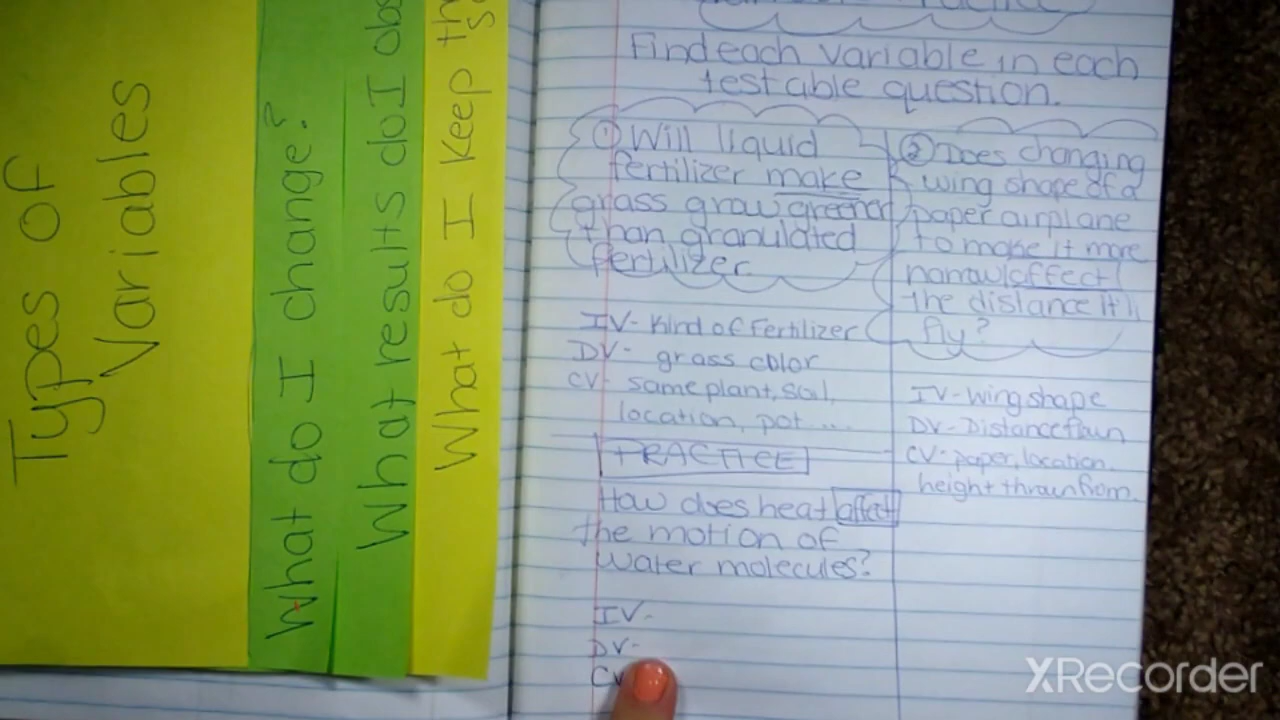 Types of
Variables
What do I change?
What results do I obs
What do I keep th
Find each variable in each
testable question.
① Will liquid
fertilizer make
grass grow greener
than granulated
fertilizer
IV- Kind of Fertilizer
DV- grass color
CV- same plant, soil,
location, pot ...
PRACTICE
How does heat affect
the motion of
water molecules?
IV-
DV-
CV
② Does changing
wing shape of a
paper airplane
to make it more
narrow affect
the distance it'll
fly?
IV- Wing shape
DV- Distance flown
CV- paper, location,
height thrown from.
XRecorder